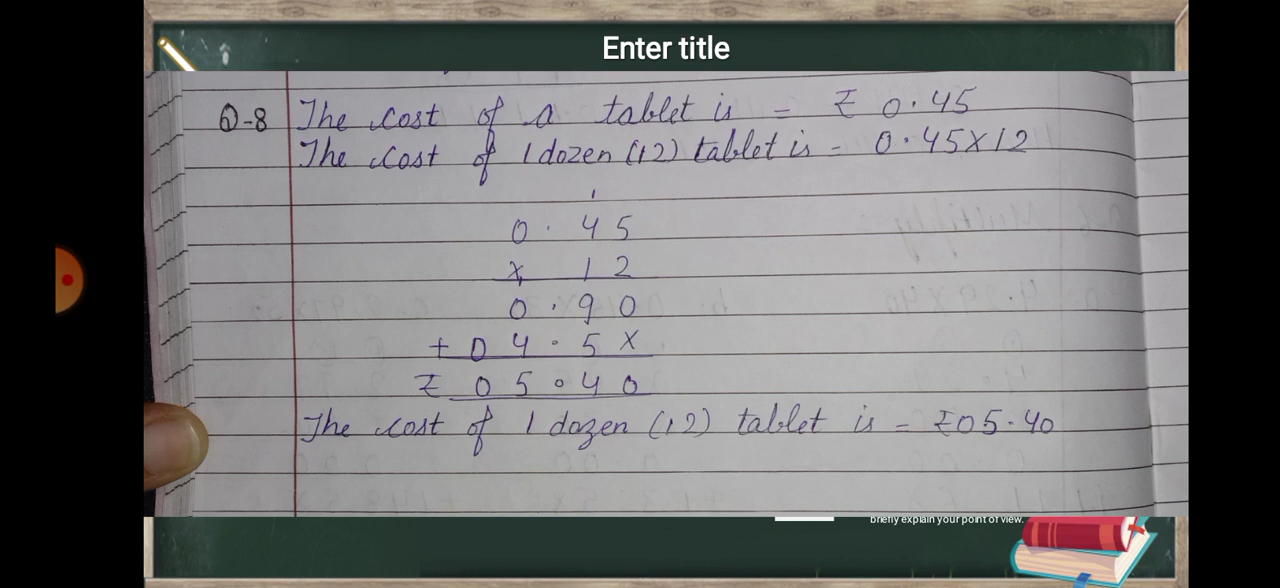 Enter title
Q-8 The cost of a tablet is = ₹ 0.45
The cost of 1 dozen (12) tablet is = 0.45x12
1
0.45
x 12
0.90
+ 04.5x
₹ 05.40
The cost of 1 dozen (12) tablet is = ₹05.40
briefly explain your point of view.